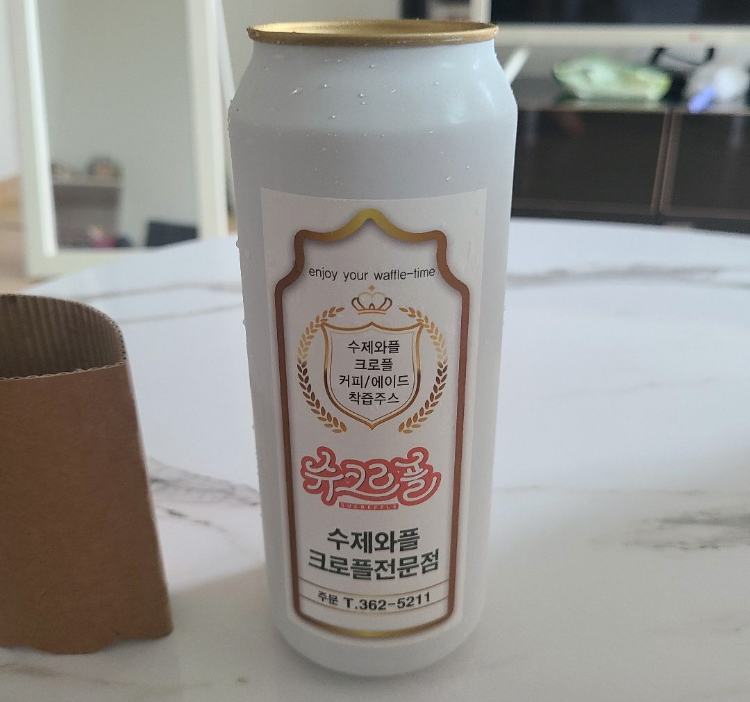 enjoy your waffle-time
수제와플
크로플
커피/에이드
착즙주스
슈크리플
수제와플
크로플전문점
주문 T.362-5211